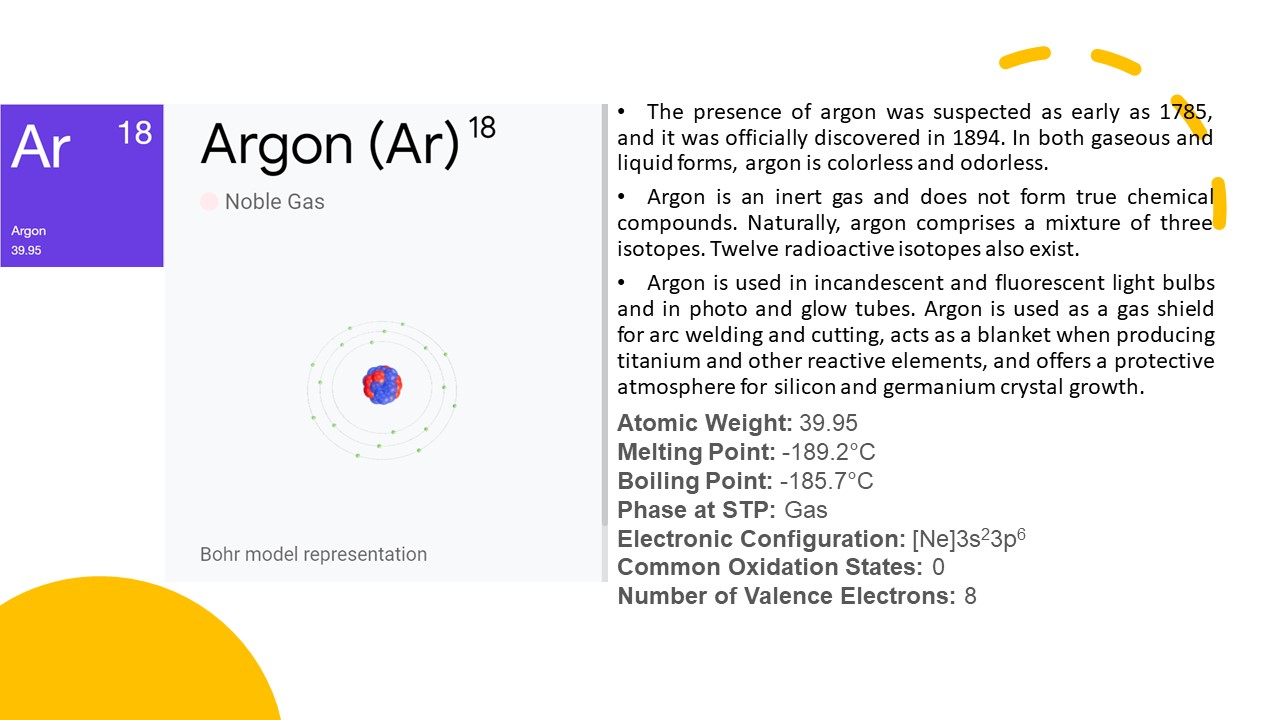 Ar 18
Argon
39.95
Argon (Ar)18
Noble Gas
Bohr model representation
• The presence of argon was suspected as early as 1785,
and it was officially discovered in 1894. In both gaseous and
liquid forms, argon is colorless and odorless.
• Argon is an inert gas and does not form true chemical
compounds. Naturally, argon comprises a mixture of three
isotopes. Twelve radioactive isotopes also exist.
• Argon is used in incandescent and fluorescent light bulbs
and in photo and glow tubes. Argon is used as a gas shield
for arc welding and cutting, acts as a blanket when producing
titanium and other reactive elements, and offers a protective
atmosphere for silicon and germanium crystal growth.
Atomic Weight: 39.95
Melting Point: -189.2°C
Boiling Point: -185.7°C
Phase at STP: Gas
Electronic Configuration: [Ne]3s²3p⁶
Common Oxidation States: 0
Number of Valence Electrons: 8